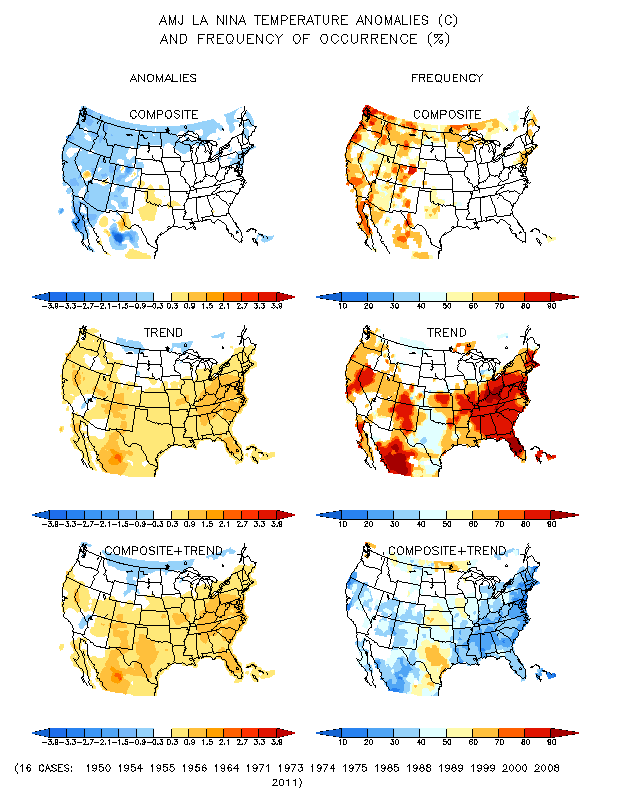 AMJ LA NINA TEMPERATURE ANOMALIES (C)
AND FREQUENCY OF OCCURRENCE (%)
ANOMALIES
FREQUENCY
COMPOSITE
COMPOSITE
-3.9 -3.3 -2.7 -2.1 -1.5 -0.9 -0.3 0.3 0.9 1.5 2.1 2.7 3.3 3.9
10 20 30 40 50 60 70 80 90
TREND
TREND
-3.9 -3.3 -2.7 -2.1 -1.5 -0.9 -0.3 0.3 0.9 1.5 2.1 2.7 3.3 3.9
10 20 30 40 50 60 70 80 90
COMPOSITE+TREND
COMPOSITE+TREND
-3.9 -3.3 -2.7 -2.1 -1.5 -0.9 -0.3 0.3 0.9 1.5 2.1 2.7 3.3 3.9
10 20 30 40 50 60 70 80 90
(16 CASES: 1950 1954 1955 1956 1964 1971 1973 1974 1975 1985 1988 1989 1999 2000 2008
2011)